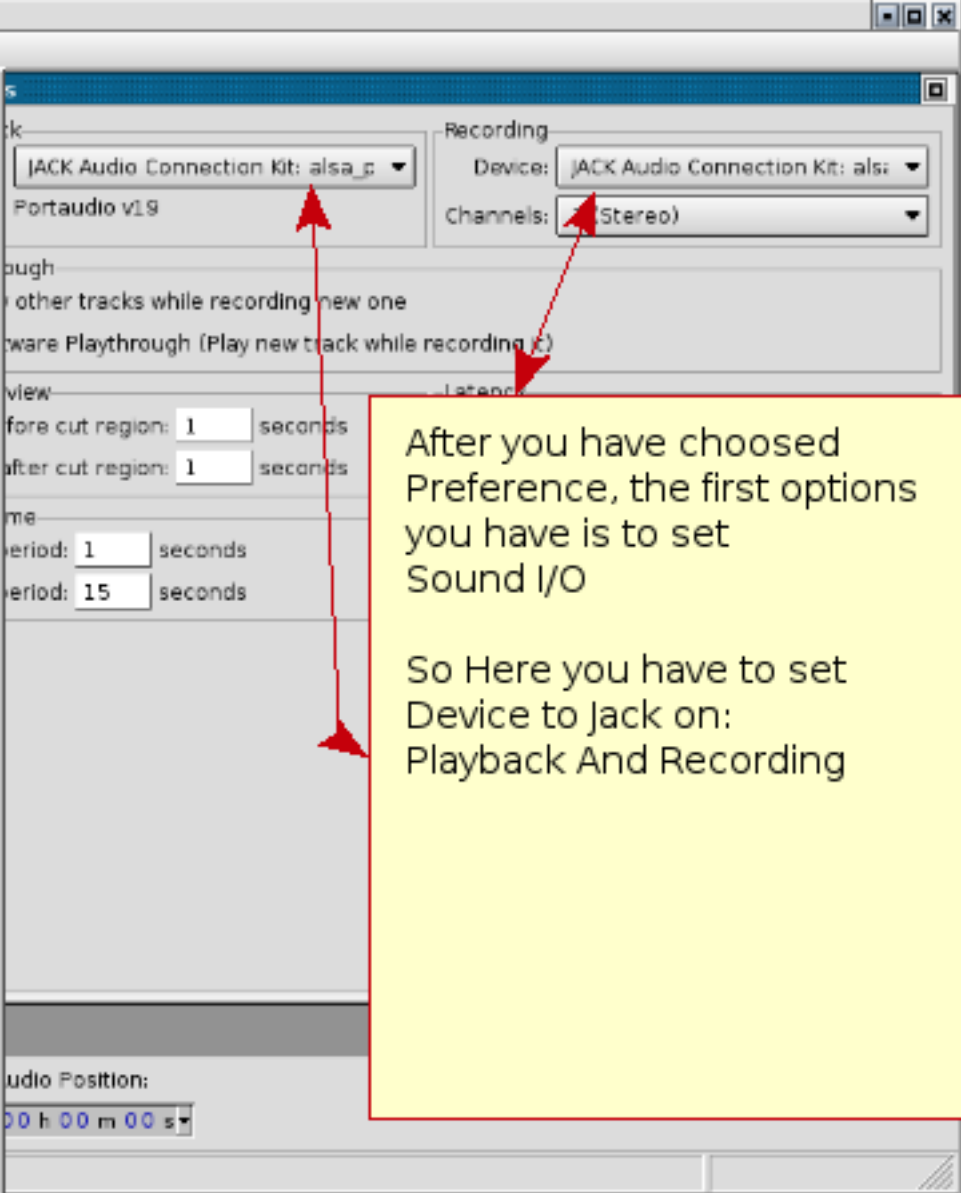 s
ck
Recording
JACK Audio Connection Kit: alsa_p
Device: JACK Audio Connection Kit: alsa
Portaudio v19
Channels: (Stereo)
ough
other tracks while recording new one
tware Playthrough (Play new track while recording it)
view
Latency
fore cut region: 1 seconds
after cut region: 1 seconds
me
period: 1 seconds
period: 15 seconds
After you have choosed
Preference, the first options
you have is to set
Sound I/O
So Here you have to set
Device to Jack on:
Playback And Recording
udio Position:
00 h 00 m 00 s